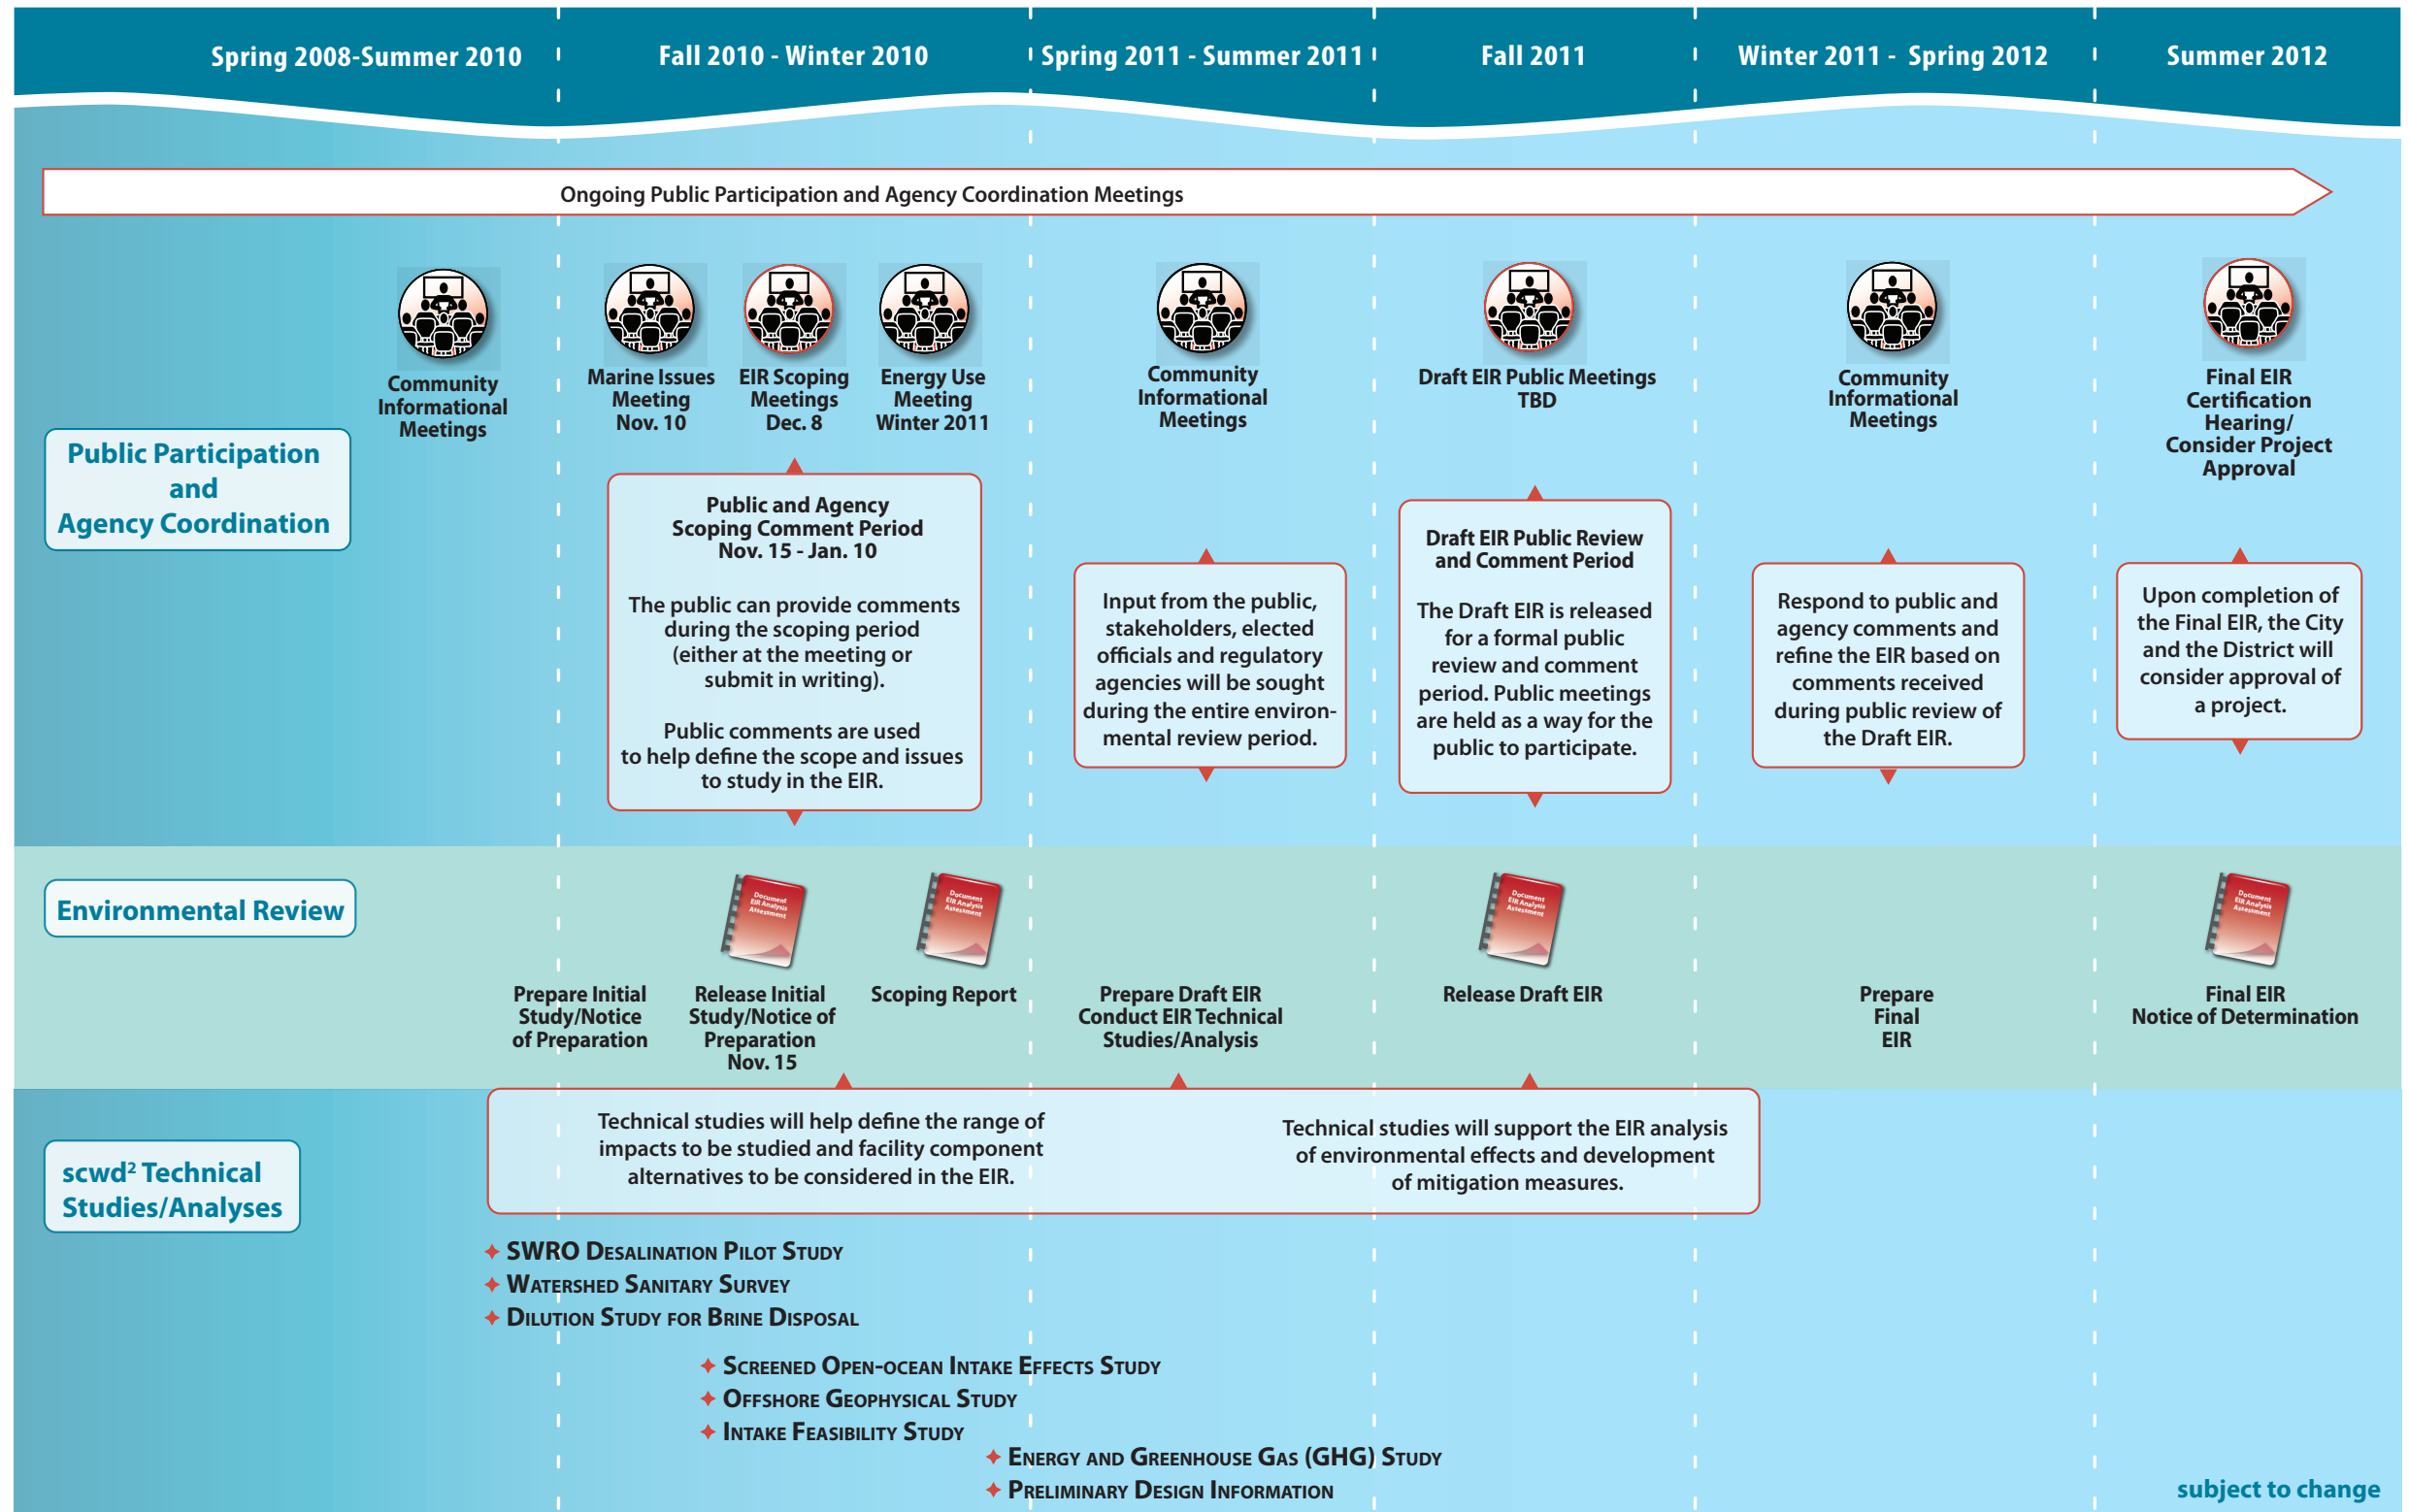 Spring 2008-Summer 2010
Fall 2010 - Winter 2010
Spring 2011 - Summer 2011
Fall 2011
Winter 2011 - Spring 2012
Summer 2012
Ongoing Public Participation and Agency Coordination Meetings
Public Participation
and
Agency Coordination
Community
Informational
Meetings
Marine Issues
Meeting
Nov. 10
EIR Scoping
Meetings
Dec. 8
Energy Use
Meeting
Winter 2011
Community
Informational
Meetings
Draft EIR Public Meetings
TBD
Community
Informational
Meetings
Final EIR
Certification
Hearing/
Consider Project
Approval
Public and Agency
Scoping Comment Period
Nov. 15 - Jan. 10
The public can provide comments
during the scoping period
(either at the meeting or
submit in writing).
Public comments are used
to help define the scope and issues
to study in the EIR.
Input from the public,
stakeholders, elected
officials and regulatory
agencies will be sought
during the entire environ-
mental review period.
Draft EIR Public Review
and Comment Period
The Draft EIR is released
for a formal public
review and comment
period. Public meetings
are held as a way for the
public to participate.
Respond to public and
agency comments and
refine the EIR based on
comments received
during public review of
the Draft EIR.
Upon completion of
the Final EIR, the City
and the District will
consider approval of
a project.
Environmental Review
Document
EIR Analysis
Assessment
Document
EIR Analysis
Assessment
Document
EIR Analysis
Assessment
Document
EIR Analysis
Assessment
Prepare Initial
Study/Notice
of Preparation
Release Initial
Study/Notice of
Preparation
Nov. 15
Scoping Report
Prepare Draft EIR
Conduct EIR Technical
Studies/Analysis
Release Draft EIR
Prepare
Final
EIR
Final EIR
Notice of Determination
scwd² Technical
Studies/Analyses
Technical studies will help define the range of
impacts to be studied and facility component
alternatives to be considered in the EIR.
Technical studies will support the EIR analysis
of environmental effects and development
of mitigation measures.
SWRO Desalination Pilot Study
Watershed Sanitary Survey
Dilution Study for Brine Disposal
Screened Open-ocean Intake Effects Study
Offshore Geophysical Study
Intake Feasibility Study
Energy and Greenhouse Gas (GHG) Study
Preliminary Design Information
subject to change